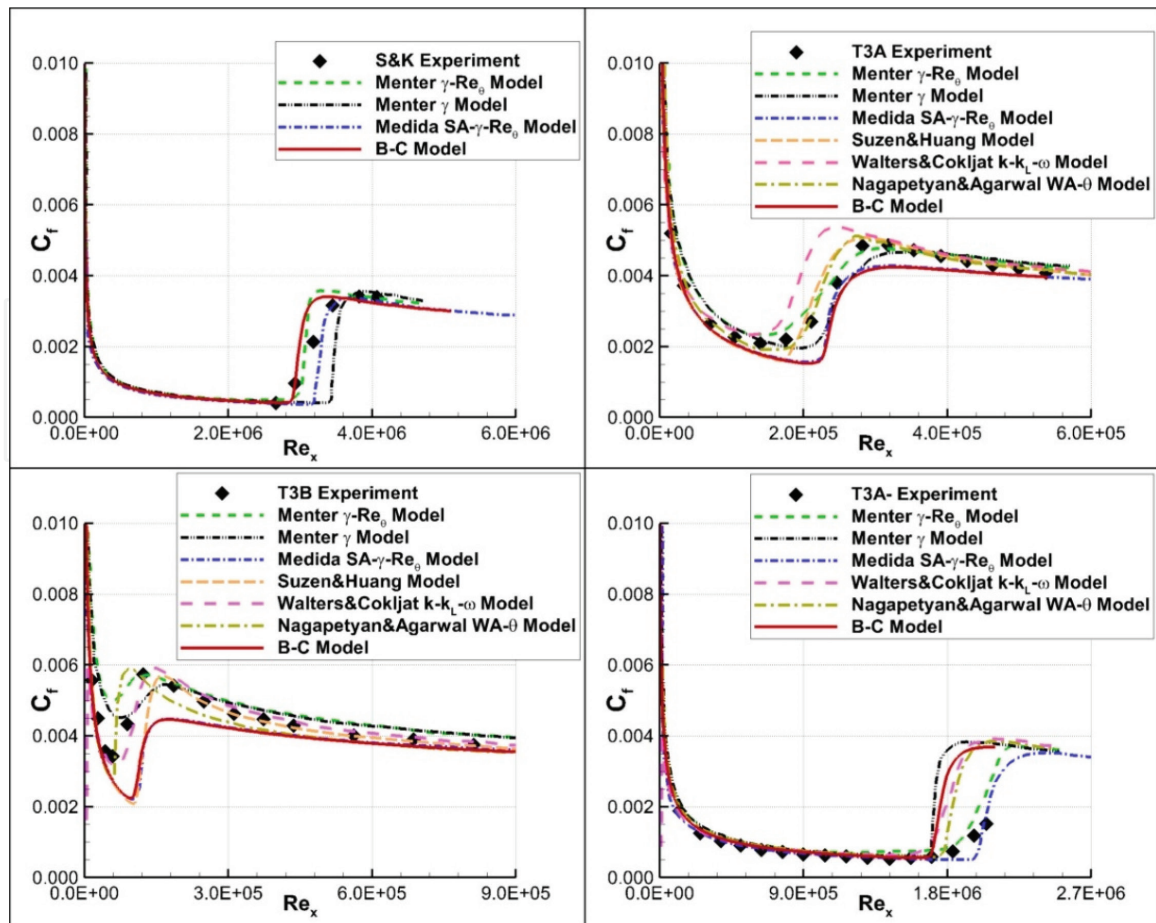 S&K Experiment
Menter γ-Reθ Model
Menter γ Model
Medida SA-γ-Reθ Model
B-C Model
0.010
0.008
0.006
Cf
0.004
0.002
0.000
0.0E+00 2.0E+06 4.0E+06 6.0E+06
Rex
T3A Experiment
Menter γ-Reθ Model
Menter γ Model
Medida SA-γ-Reθ Model
Suzen&Huang Model
Walters&Cokljat k-kL-ω Model
Nagapetyan&Agarwal WA-θ Model
B-C Model
0.010
0.008
0.006
Cf
0.004
0.002
0.000
0.0E+00 2.0E+05 4.0E+05 6.0E+05
Rex
T3B Experiment
Menter γ-Reθ Model
Menter γ Model
Medida SA-γ-Reθ Model
Suzen&Huang Model
Walters&Cokljat k-kL-ω Model
Nagapetyan&Agarwal WA-θ Model
B-C Model
0.010
0.008
0.006
Cf
0.004
0.002
0.000
0.0E+00 3.0E+05 6.0E+05 9.0E+05
Rex
T3A- Experiment
Menter γ-Reθ Model
Menter γ Model
Medida SA-γ-Reθ Model
Walters&Cokljat k-kL-ω Model
Nagapetyan&Agarwal WA-θ Model
B-C Model
0.010
0.008
0.006
Cf
0.004
0.002
0.000
0.0E+00 9.0E+05 1.8E+06 2.7E+06
Rex